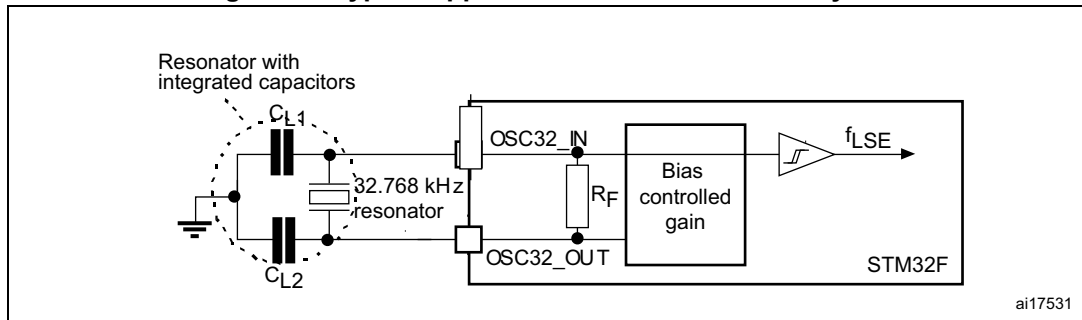 Resonator with
integrated capacitors
CL1
OSC32_IN
fLSE
32.768 kHz
resonator
RF
Bias
controlled
gain
OSC32_OUT
CL2
STM32F
ai17531